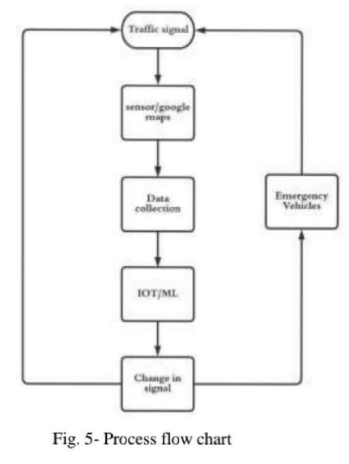 Traffic signal
sensor/google
maps
Data
collection
Emergency
Vehicles
IOT/ML
Change in
signal
Fig. 5- Process flow chart